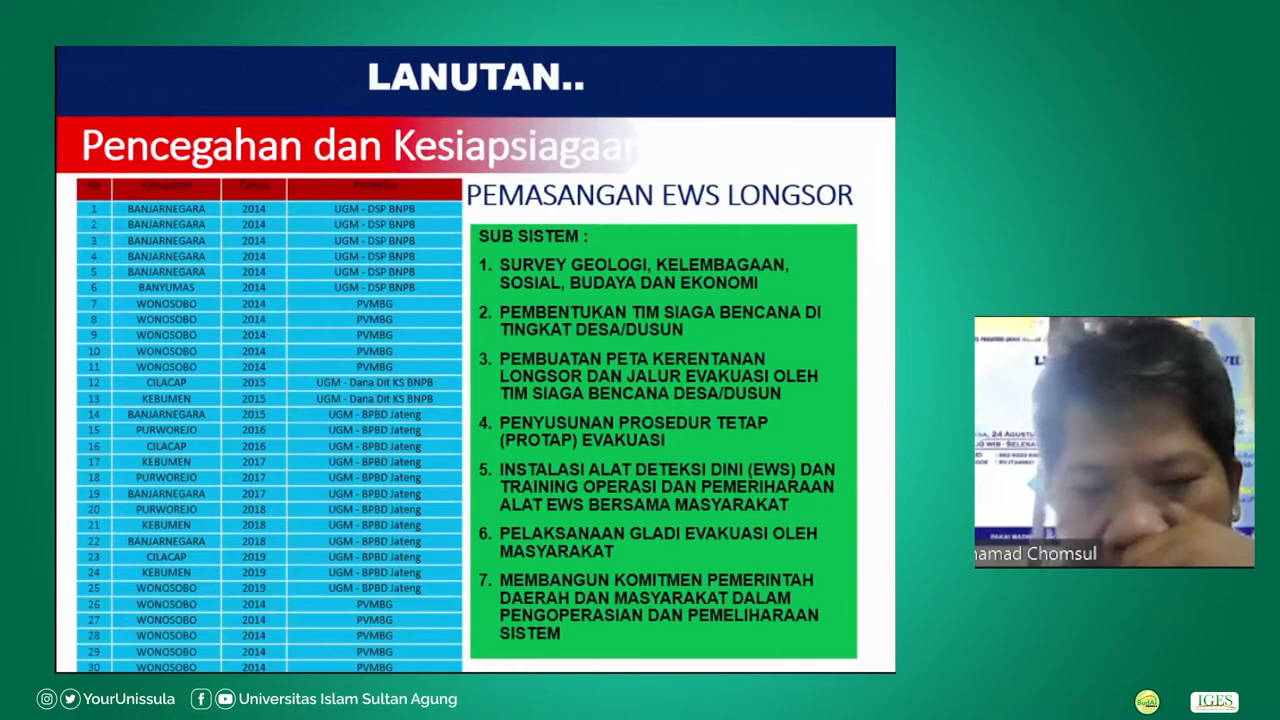 LANUTAN..
Pencegahan dan Kesiapsiagaan
PEMASANGAN EWS LONGSOR
1 BANJARNEGARA 2014 UGM - DSP BNPB
2 BANJARNEGARA 2014 UGM - DSP BNPB
3 BANJARNEGARA 2014 UGM - DSP BNPB
4 BANJARNEGARA 2014 UGM - DSP BNPB
5 BANJARNEGARA 2014 UGM - DSP BNPB
6 BANYUMAS 2014 UGM - DSP BNPB
7 WONOSOBO 2014 PVMBG
8 WONOSOBO 2014 PVMBG
9 WONOSOBO 2014 PVMBG
10 WONOSOBO 2014 PVMBG
11 WONOSOBO 2014 PVMBG
12 CILACAP 2015 UGM - Dana Dit KS BNPB
13 KEBUMEN 2015 UGM - Dana Dit KS BNPB
14 BANJARNEGARA 2015 UGM - BPBD Jateng
15 PURWOREJO 2016 UGM - BPBD Jateng
16 CILACAP 2016 UGM - BPBD Jateng
17 KEBUMEN 2017 UGM - BPBD Jateng
18 PURWOREJO 2017 UGM - BPBD Jateng
19 BANJARNEGARA 2017 UGM - BPBD Jateng
20 PURWOREJO 2018 UGM - BPBD Jateng
21 KEBUMEN 2018 UGM - BPBD Jateng
22 BANJARNEGARA 2018 UGM - BPBD Jateng
23 CILACAP 2019 UGM - BPBD Jateng
24 KEBUMEN 2019 UGM - BPBD Jateng
25 WONOSOBO 2019 UGM - BPBD Jateng
26 WONOSOBO 2014 PVMBG
27 WONOSOBO 2014 PVMBG
28 WONOSOBO 2014 PVMBG
29 WONOSOBO 2014 PVMBG
30 WONOSOBO 2014 PVMBG
SUB SISTEM :
1. SURVEY GEOLOGI, KELEMBAGAAN,
SOSIAL, BUDAYA DAN EKONOMI
2. PEMBENTUKAN TIM SIAGA BENCANA DI
TINGKAT DESA/DUSUN
3. PEMBUATAN PETA KERENTANAN
LONGSOR DAN JALUR EVAKUASI OLEH
TIM SIAGA BENCANA DESA/DUSUN
4. PENYUSUNAN PROSEDUR TETAP
(PROTAP) EVAKUASI
5. INSTALASI ALAT DETEKSI DINI (EWS) DAN
TRAINING OPERASI DAN PEMERIHARAAN
ALAT EWS BERSAMA MASYARAKAT
6. PELAKSANAAN GLADI EVAKUASI OLEH
MASYARAKAT
7. MEMBANGUN KOMITMEN PEMERINTAH
DAERAH DAN MASYARAKAT DALAM
PENGOPERASIAN DAN PEMELIHARAAN
SISTEM
24 AGUSTU
WIB - SELESA
hamad Chomsul
YourUnissula
Universitas Islam Sultan Agung
BudAI
IGES